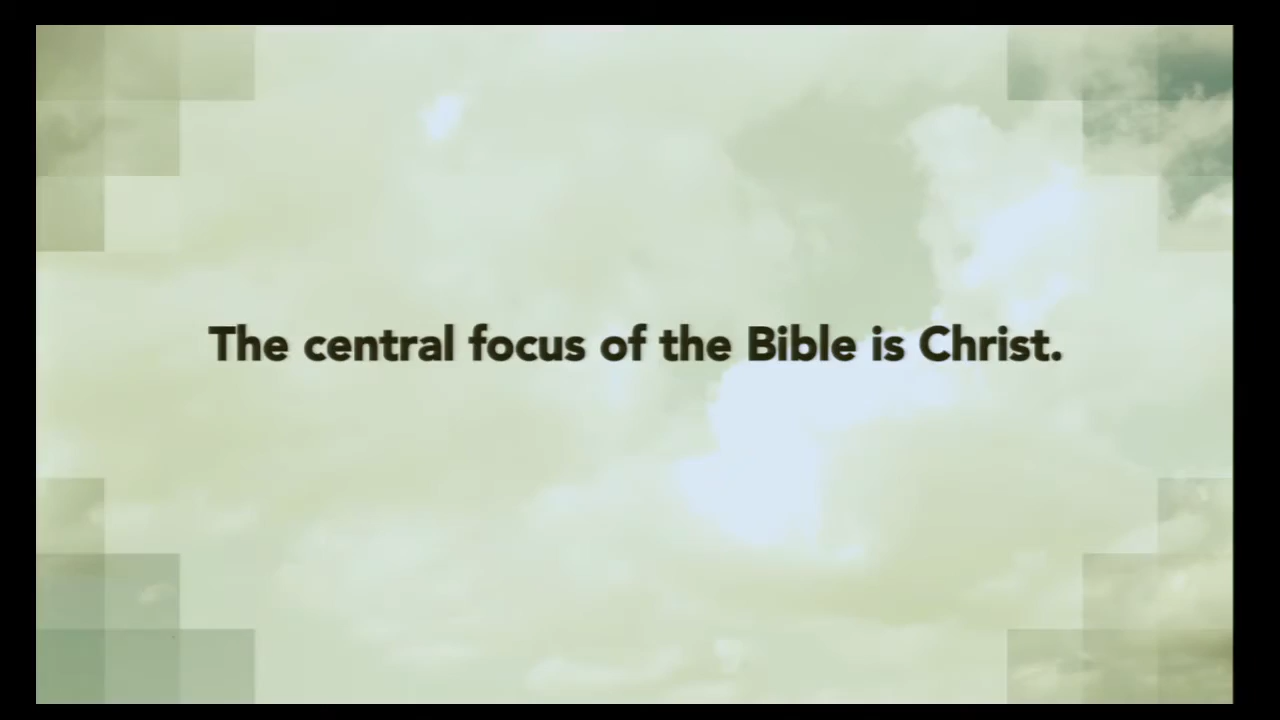 The central focus of the Bible is Christ.